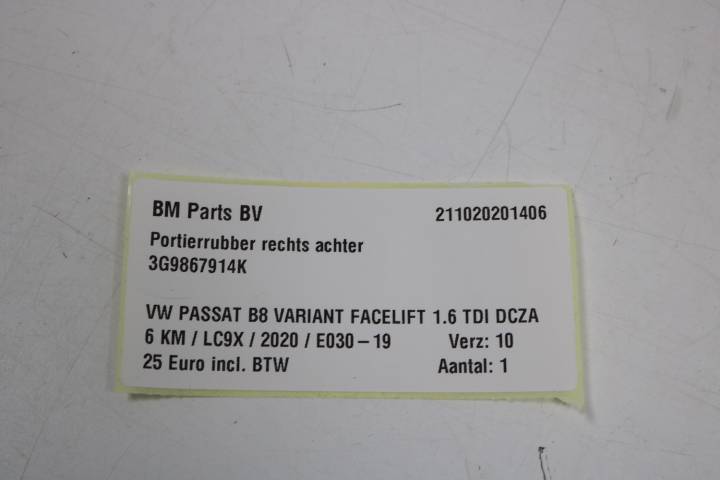 BM Parts BV 211020201406
Portierrubber rechts achter
3G9867914K
VW PASSAT B8 VARIANT FACELIFT 1.6 TDI DCZA
6 KM / LC9X / 2020 / E030-19 Verz: 10
25 Euro incl. BTW Aantal: 1